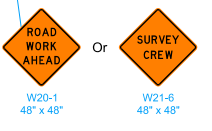 ROAD
WORK
AHEAD
Or
SURVEY
CREW
W20-1
48" x 48"
W21-6
48" x 48"